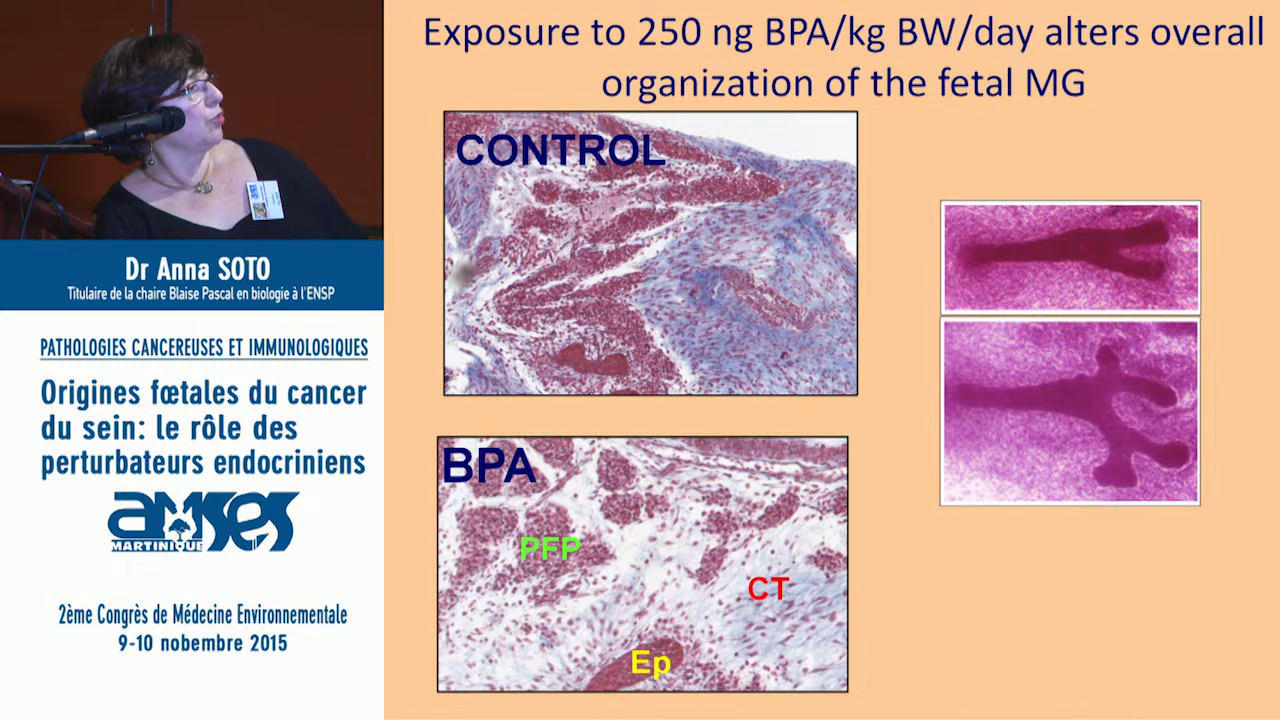 Exposure to 250 ng BPA/kg BW/day alters overall
organization of the fetal MG
CONTROL
BPA
PFP
CT
Ep
Dr Anna SOTO
Titulaire de la chaire Blaise Pascal en biologie à l'ENSP
PATHOLOGIES CANCEREUSES ET IMMUNOLOGIQUES
Origines fœtales du cancer
du sein: le rôle des
perturbateurs endocriniens
amses
MARTINIQUE
2ème Congrès de Médecine Environnementale
9-10 nobembre 2015